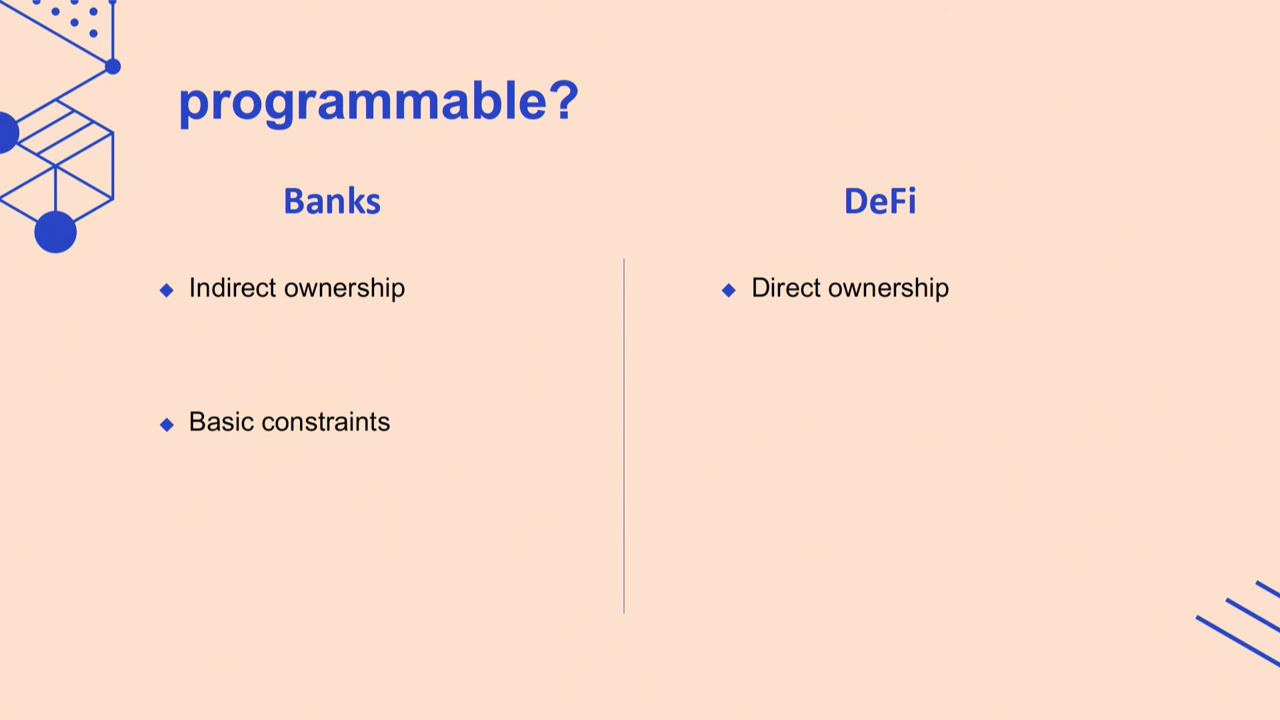 programmable?
Banks
DeFi
Indirect ownership
Direct ownership
Basic constraints